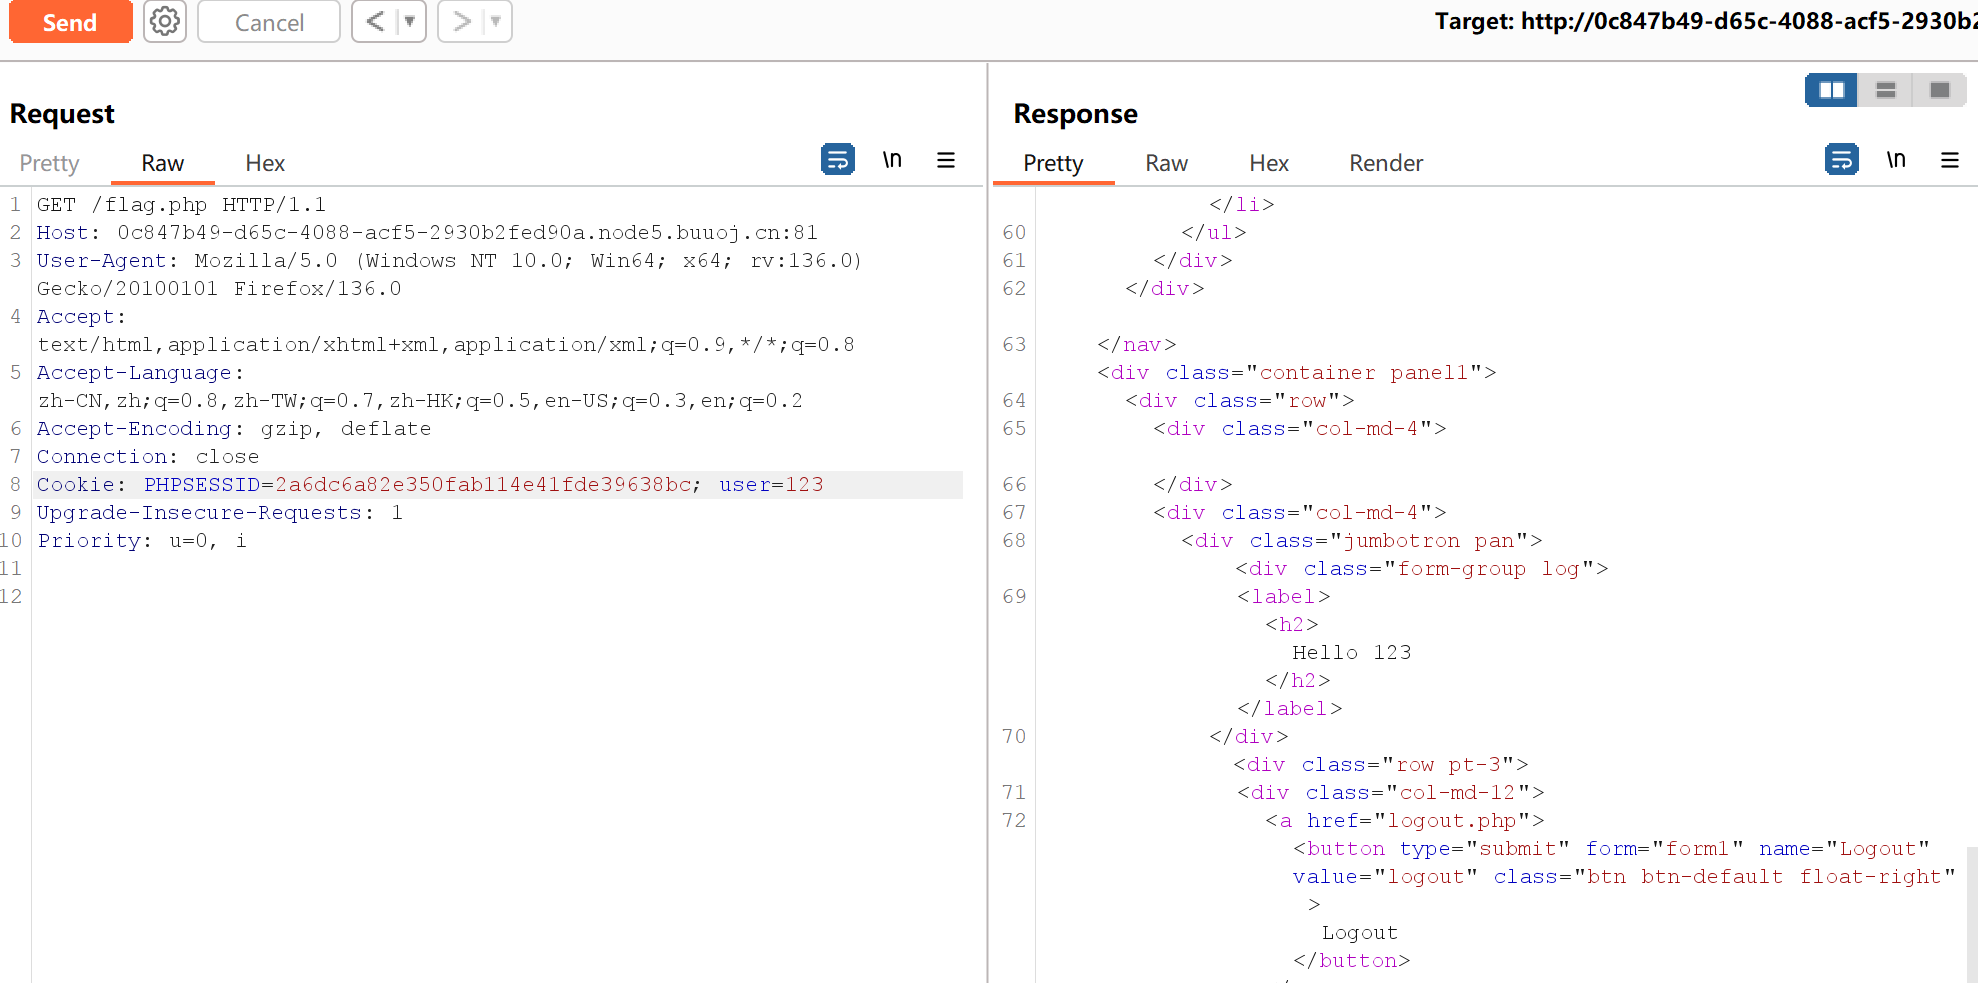 Send
Cancel
< ▼
> ▼
Target: http://0c847b49-d65c-4088-acf5-2930b2
Request
Pretty
Raw
Hex
\n
1 GET /flag.php HTTP/1.1
2 Host: 0c847b49-d65c-4088-acf5-2930b2fed90a.node5.buuoj.cn:81
3 User-Agent: Mozilla/5.0 (Windows NT 10.0; Win64; x64; rv:136.0)
Gecko/20100101 Firefox/136.0
4 Accept:
text/html,application/xhtml+xml,application/xml;q=0.9,*/*;q=0.8
5 Accept-Language:
zh-CN,zh;q=0.8,zh-TW;q=0.7,zh-HK;q=0.5,en-US;q=0.3,en;q=0.2
6 Accept-Encoding: gzip, deflate
7 Connection: close
8 Cookie: PHPSESSID=2a6dc6a82e350fab114e41fde39638bc; user=123
9 Upgrade-Insecure-Requests: 1
10 Priority: u=0, i
11
12
Response
Pretty
Raw
Hex
Render
\n
</li>
60 </ul>
61 </div>
62 </div>
63 </nav>
<div class="container panel1">
64 <div class="row">
65 <div class="col-md-4">
66 </div>
67 <div class="col-md-4">
68 <div class="jumbotron pan">
<div class="form-group log">
69 <label>
<h2>
Hello 123
</h2>
</label>
70 </div>
<div class="row pt-3">
71 <div class="col-md-12">
72 <a href="logout.php">
<button type="submit" form="form1" name="Logout"
value="logout" class="btn btn-default float-right"
>
Logout
</button>